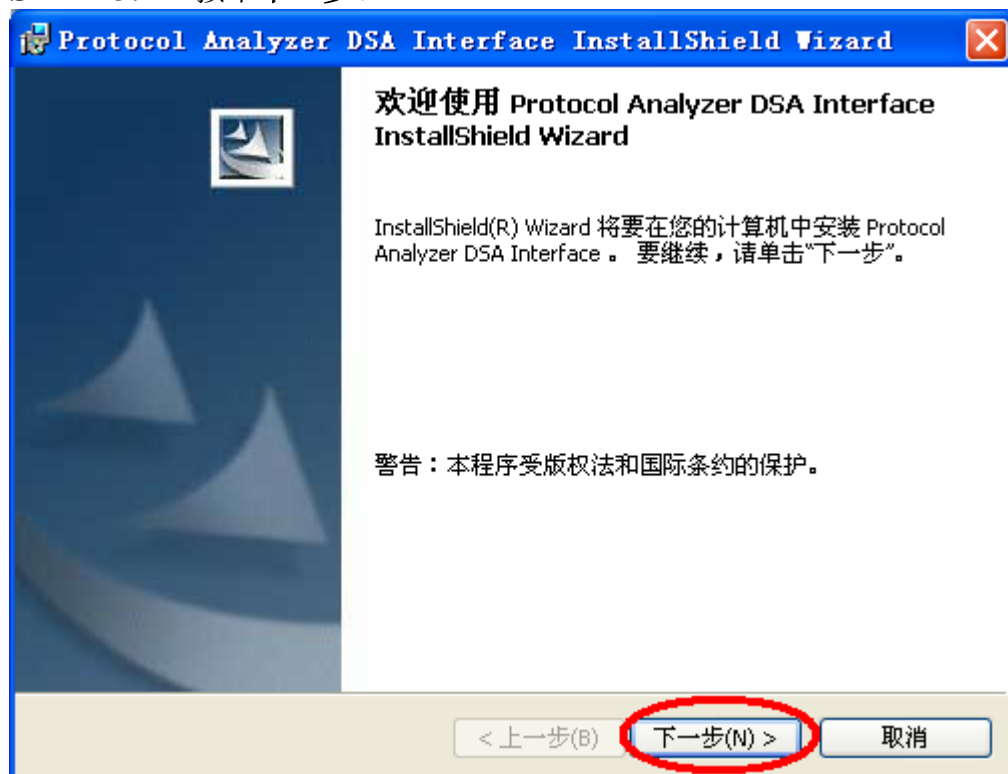 Protocol Analyzer DSA Interface InstallShield Wizard
欢迎使用 Protocol Analyzer DSA Interface
InstallShield Wizard
InstallShield(R) Wizard 将要在您的计算机中安装 Protocol
Analyzer DSA Interface 。 要继续，请单击“下一步”。
警告：本程序受版权法和国际条约的保护。
<上一步(B)
下一步(N) >
取消